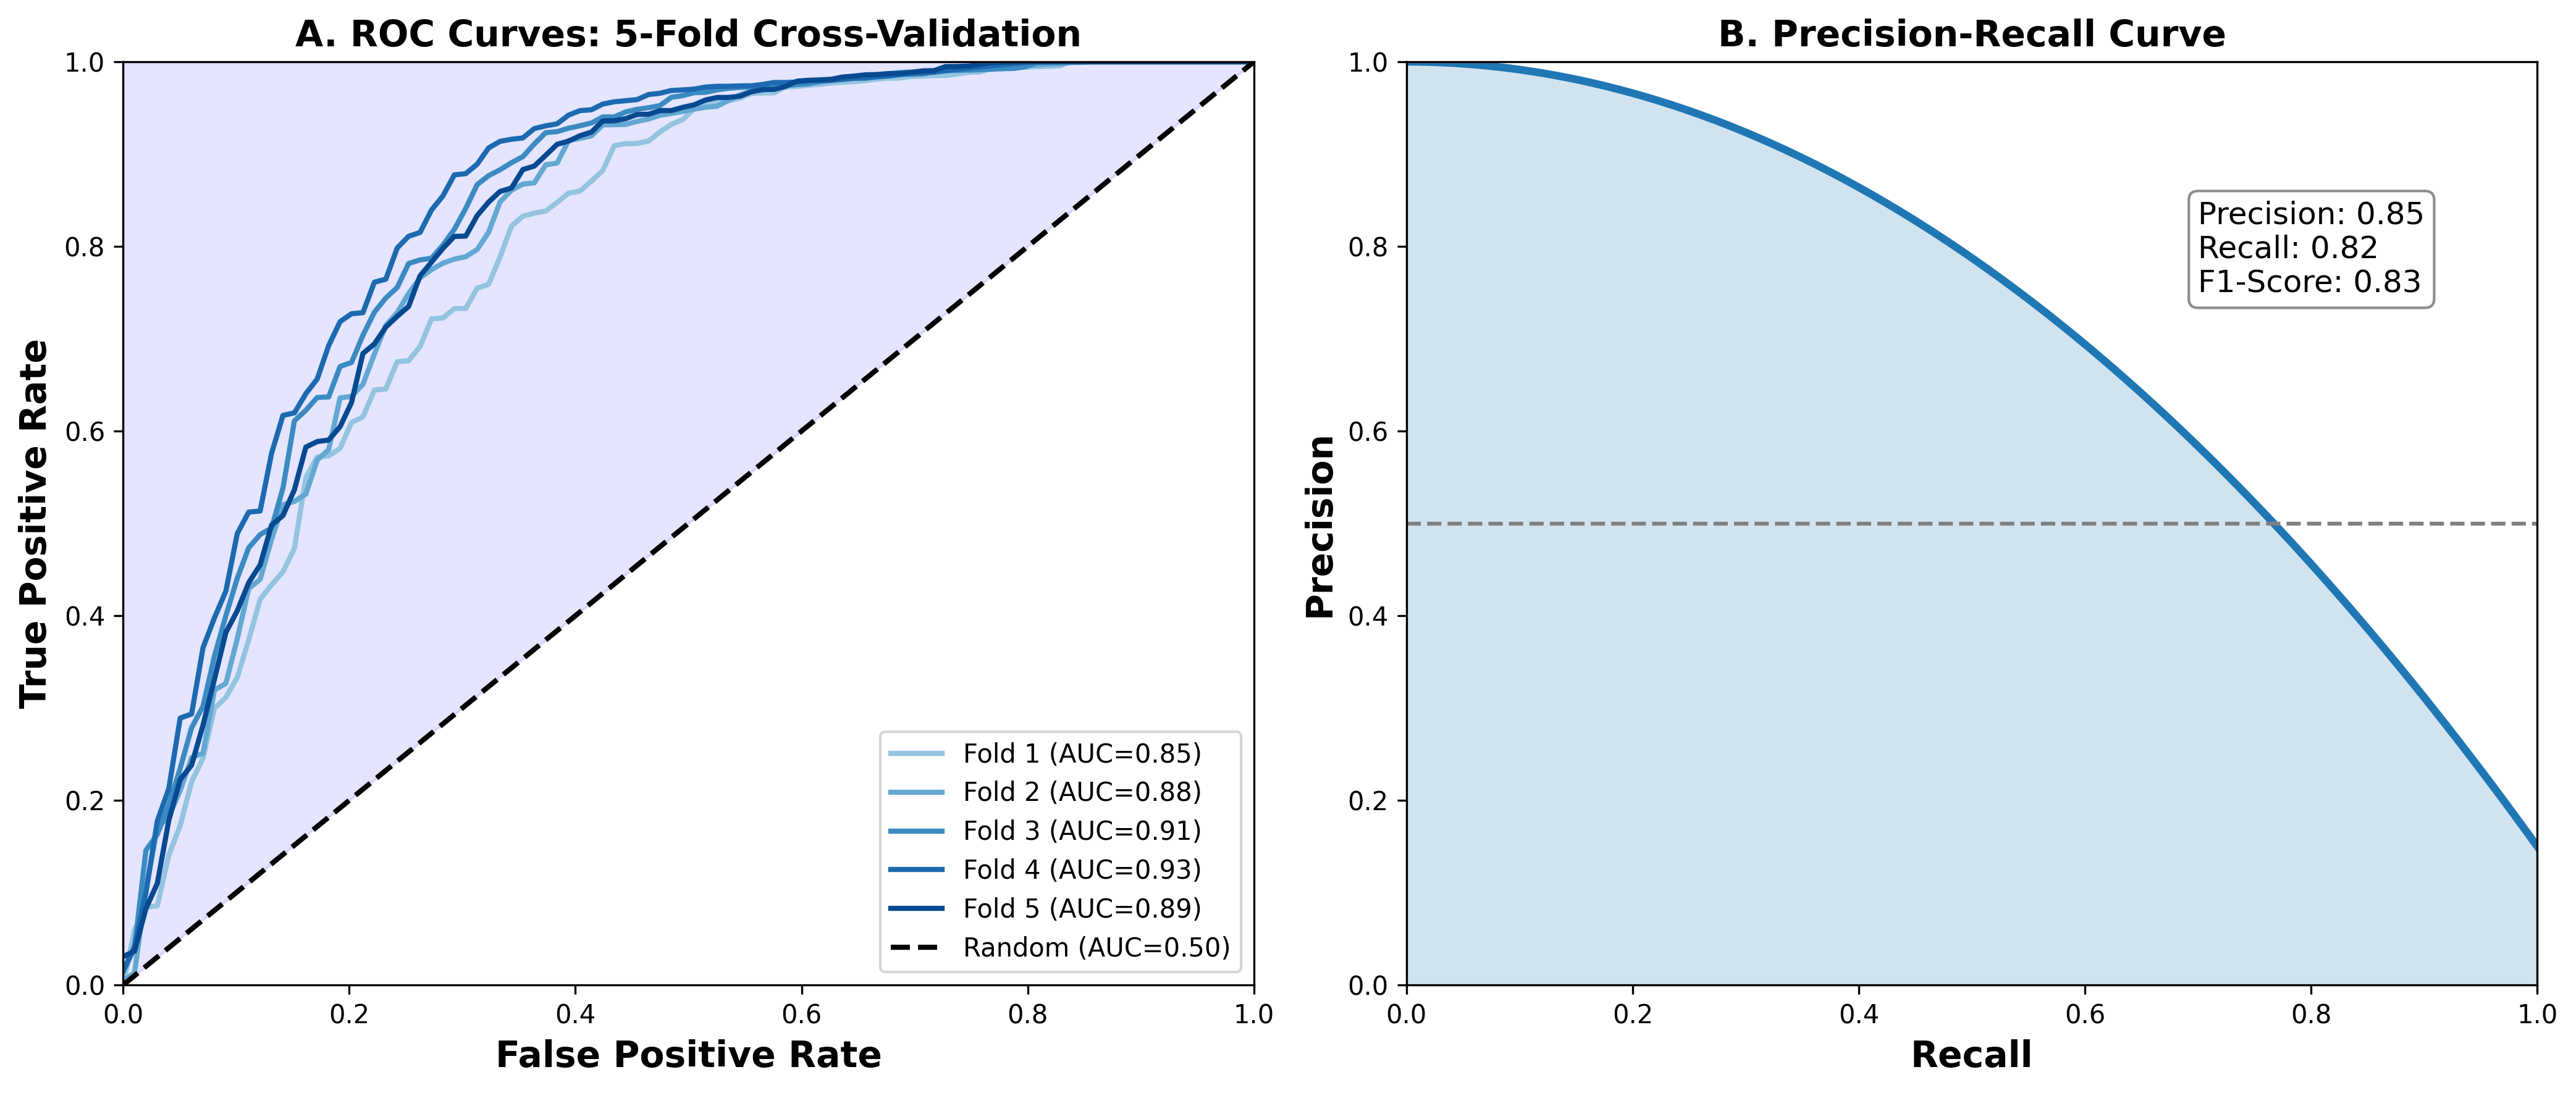 A. ROC Curves: 5-Fold Cross-Validation
True Positive Rate
1.0
0.8
0.6
0.4
0.2
0.0
0.0 0.2 0.4 0.6 0.8 1.0
False Positive Rate
Fold 1 (AUC=0.85)
Fold 2 (AUC=0.88)
Fold 3 (AUC=0.91)
Fold 4 (AUC=0.93)
Fold 5 (AUC=0.89)
Random (AUC=0.50)
B. Precision-Recall Curve
Precision
1.0
0.8
0.6
0.4
0.2
0.0
0.0 0.2 0.4 0.6 0.8 1.0
Recall
Precision: 0.85
Recall: 0.82
F1-Score: 0.83